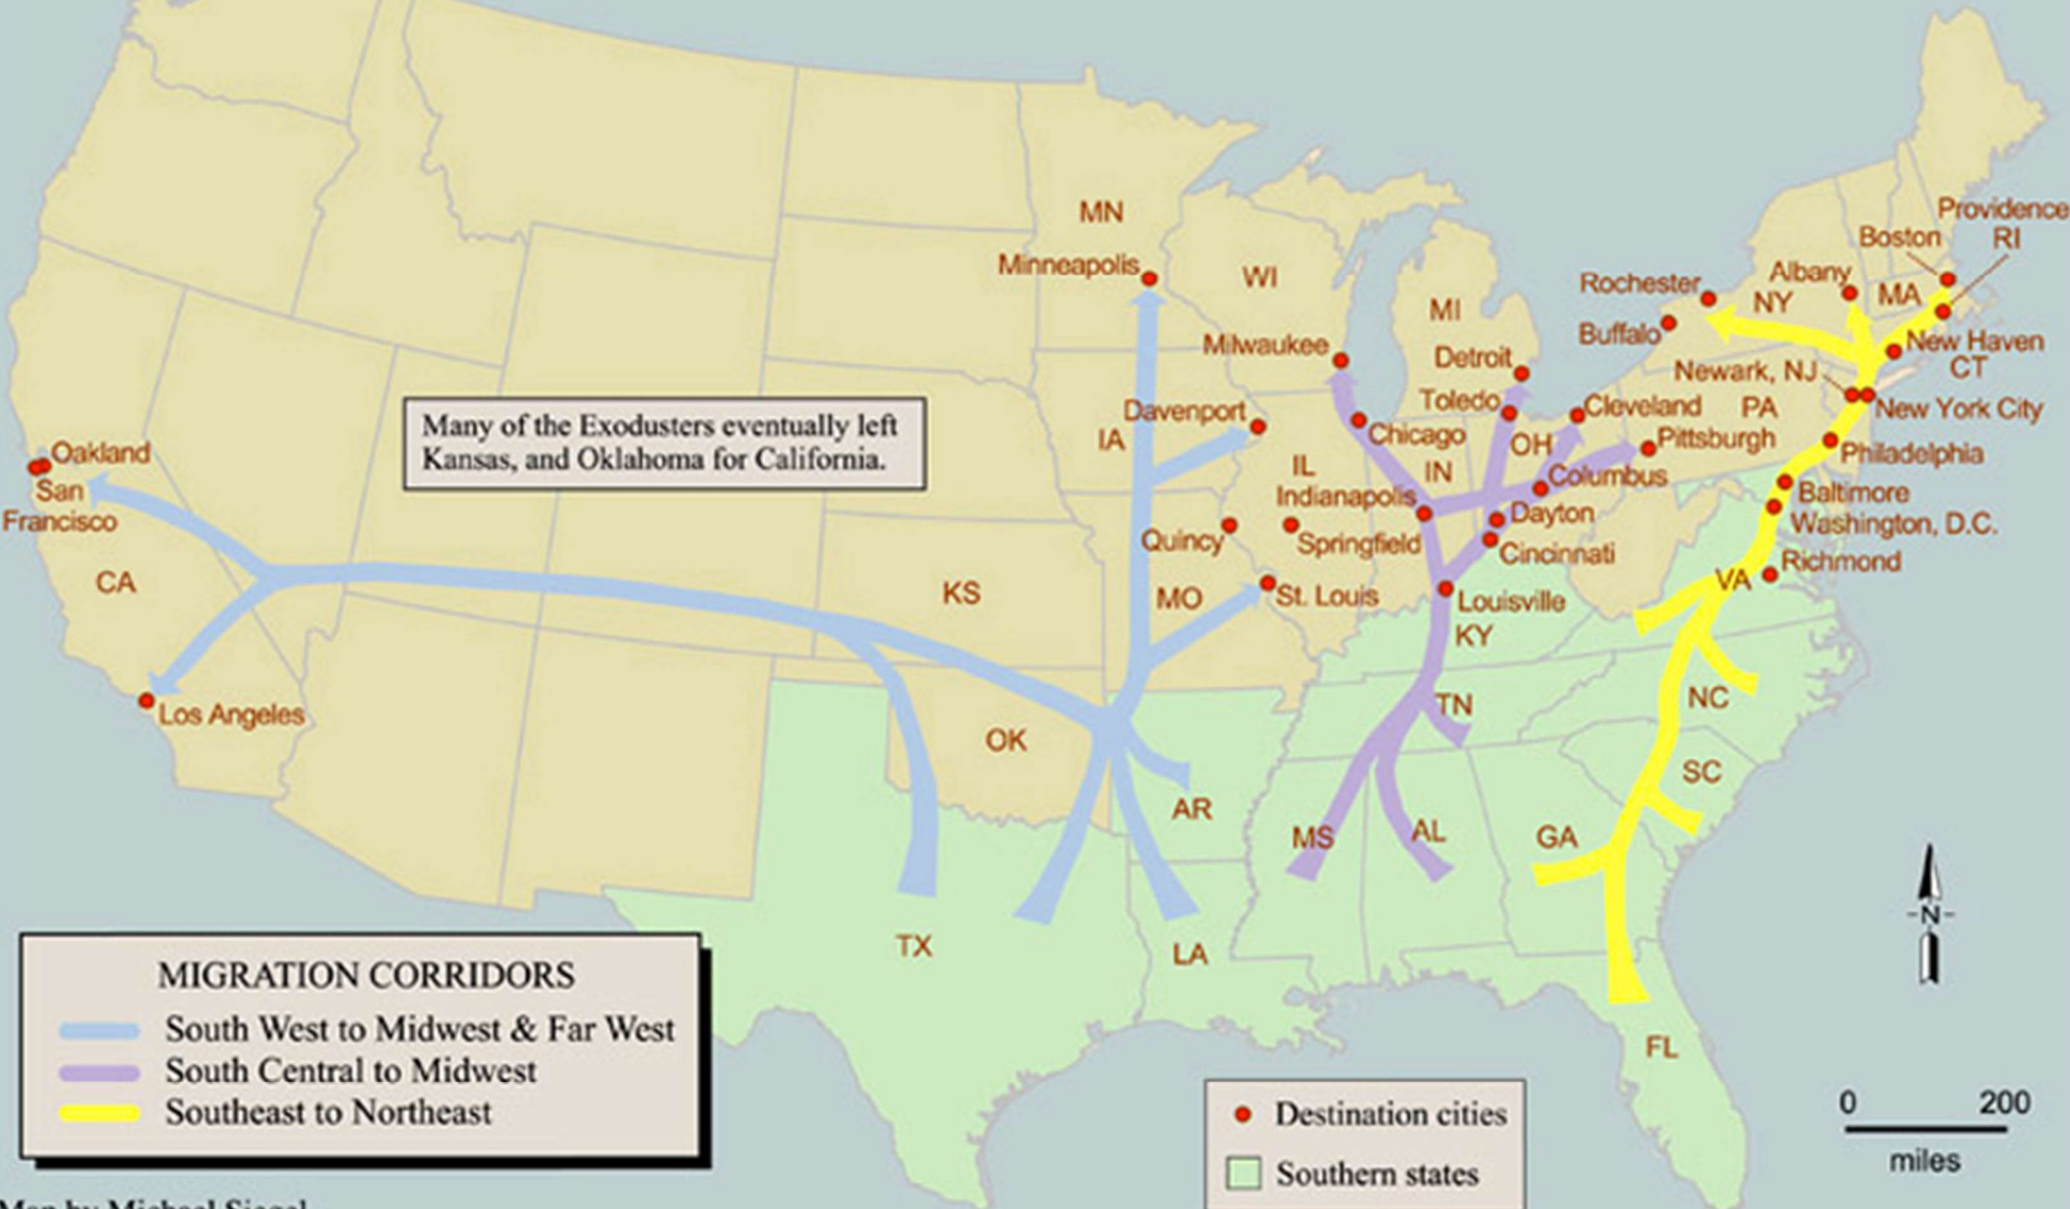 Providence
RI
Boston
MN
Minneapolis
WI
MI
Rochester
Albany
NY
MA
Buffalo
New Haven
CT
Milwaukee
Detroit
Newark, NJ
Toledo
Cleveland
PA
New York City
Davenport
Chicago
IA
OH
Pittsburgh
Philadelphia
Many of the Exodusters eventually left
Kansas, and Oklahoma for California.
Oakland
San
Francisco
IL
IN
Columbus
Indianapolis
Baltimore
Dayton
Washington, D.C.
Quincy
Springfield
Cincinnati
Richmond
CA
KS
MO
St. Louis
VA
Louisville
KY
Los Angeles
TN
NC
OK
SC
AR
MS
AL
GA
TX
LA
N
FL
MIGRATION CORRIDORS
South West to Midwest & Far West
South Central to Midwest
Southeast to Northeast
Destination cities
Southern states
0 200
miles
Map by Michael Siegel